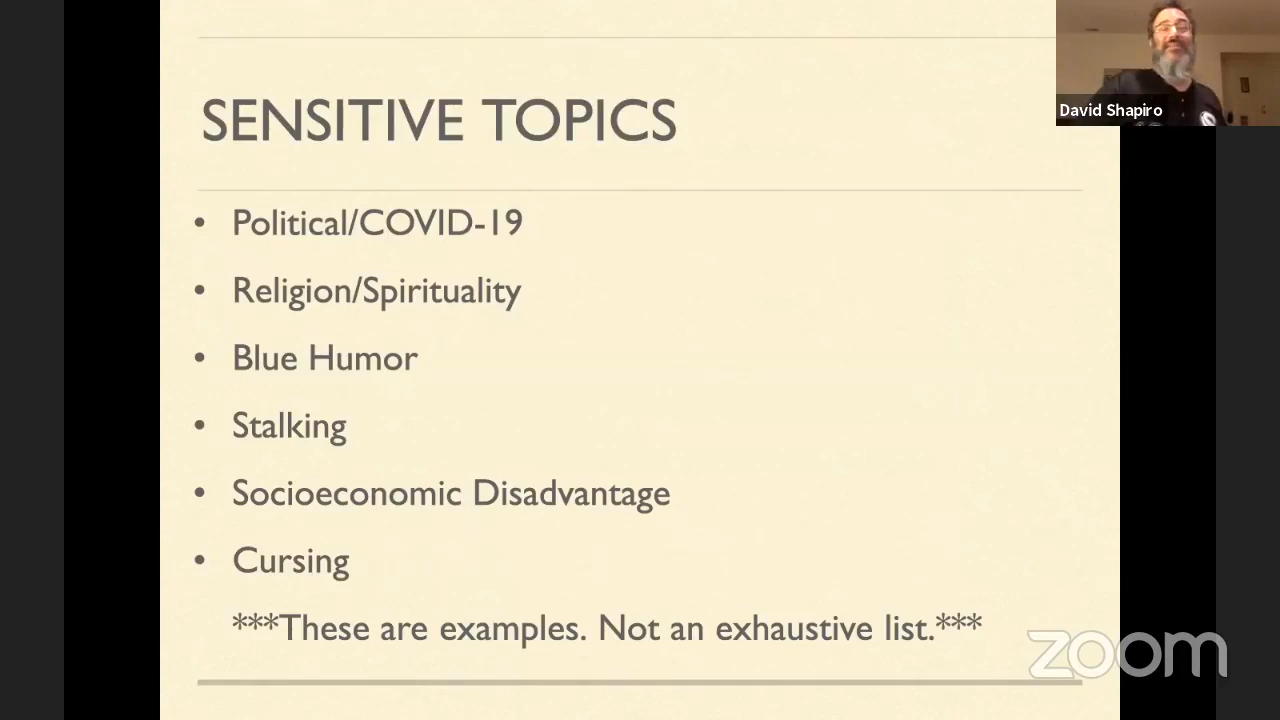 SENSITIVE TOPICS
David Shapiro
• Political/COVID-19
• Religion/Spirituality
• Blue Humor
• Stalking
• Socioeconomic Disadvantage
• Cursing
***These are examples. Not an exhaustive list.***
zoom